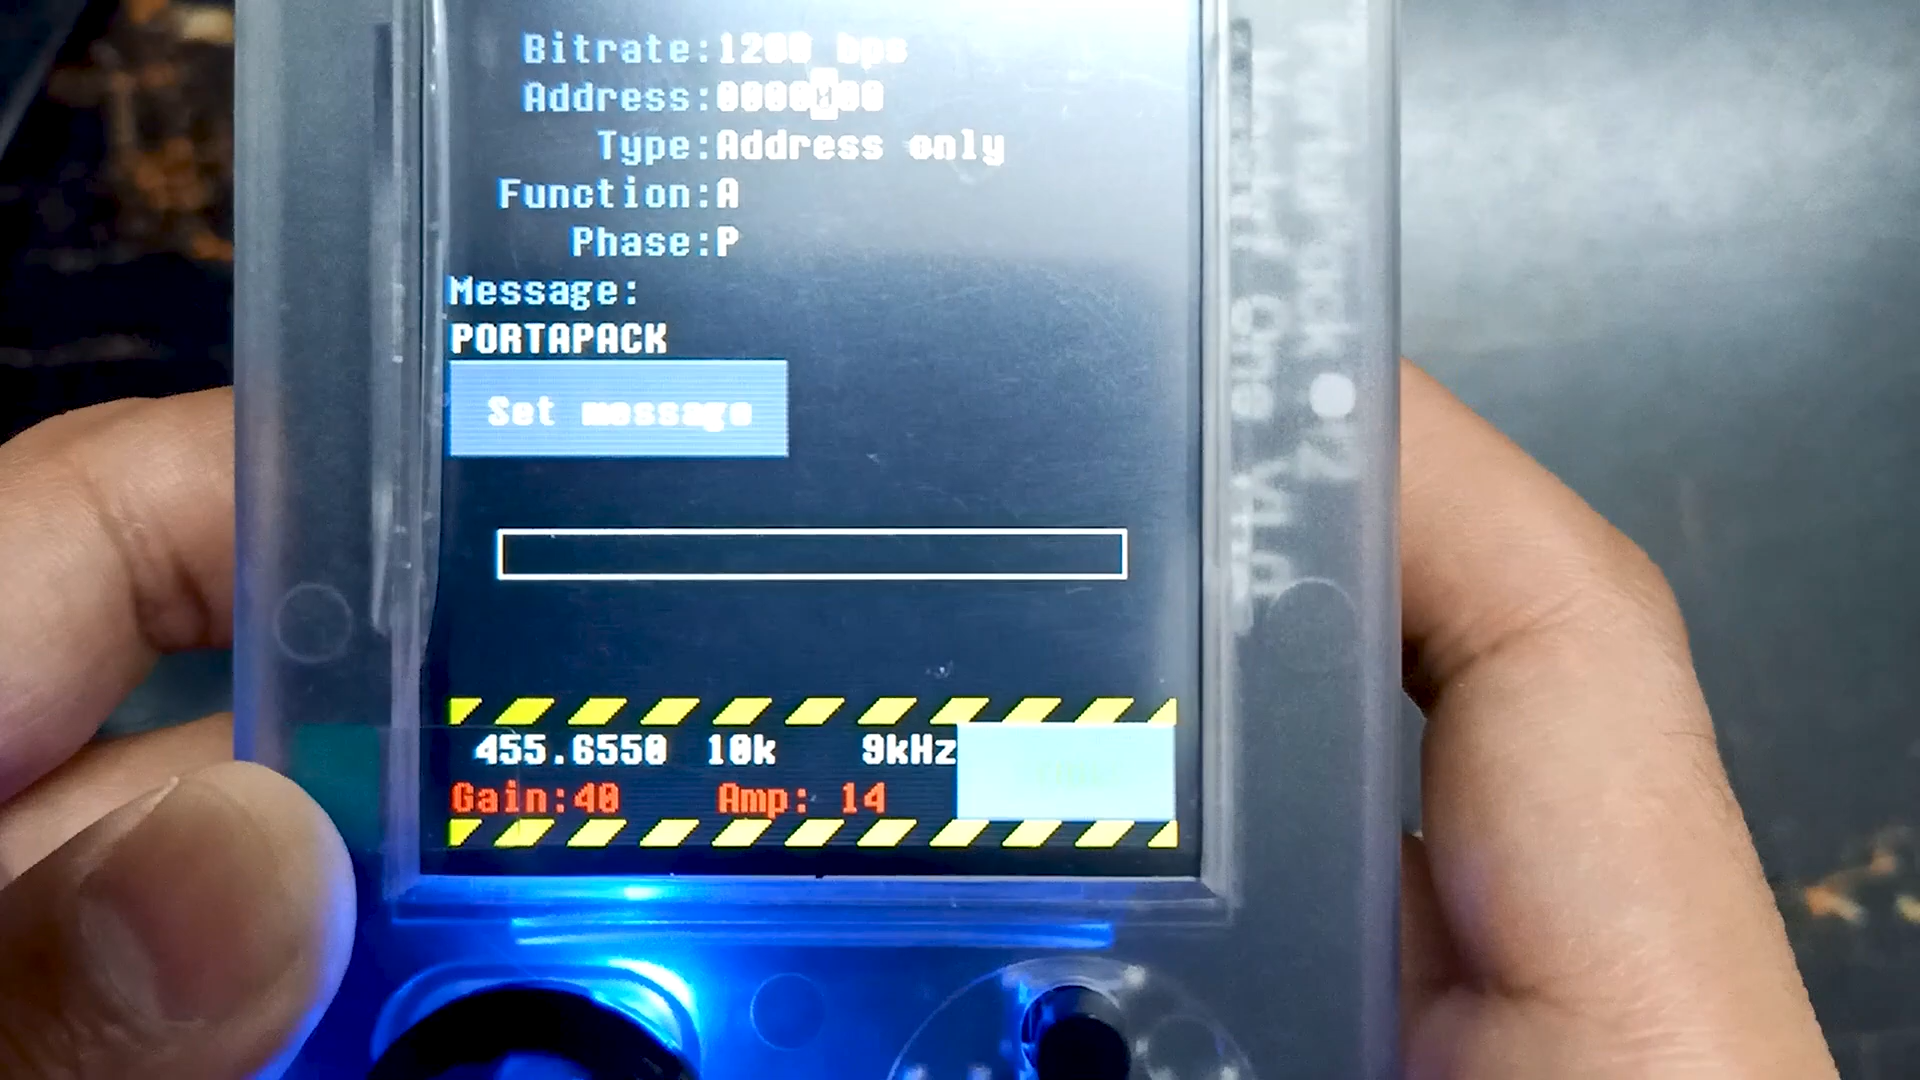 Bitrate:1200 bps
Address:
Type:Address only
Function:A
Phase:P
Message:
PORTAPACK
Set message
455.6550 10k 9kHz
Gain:40 Amp: 14